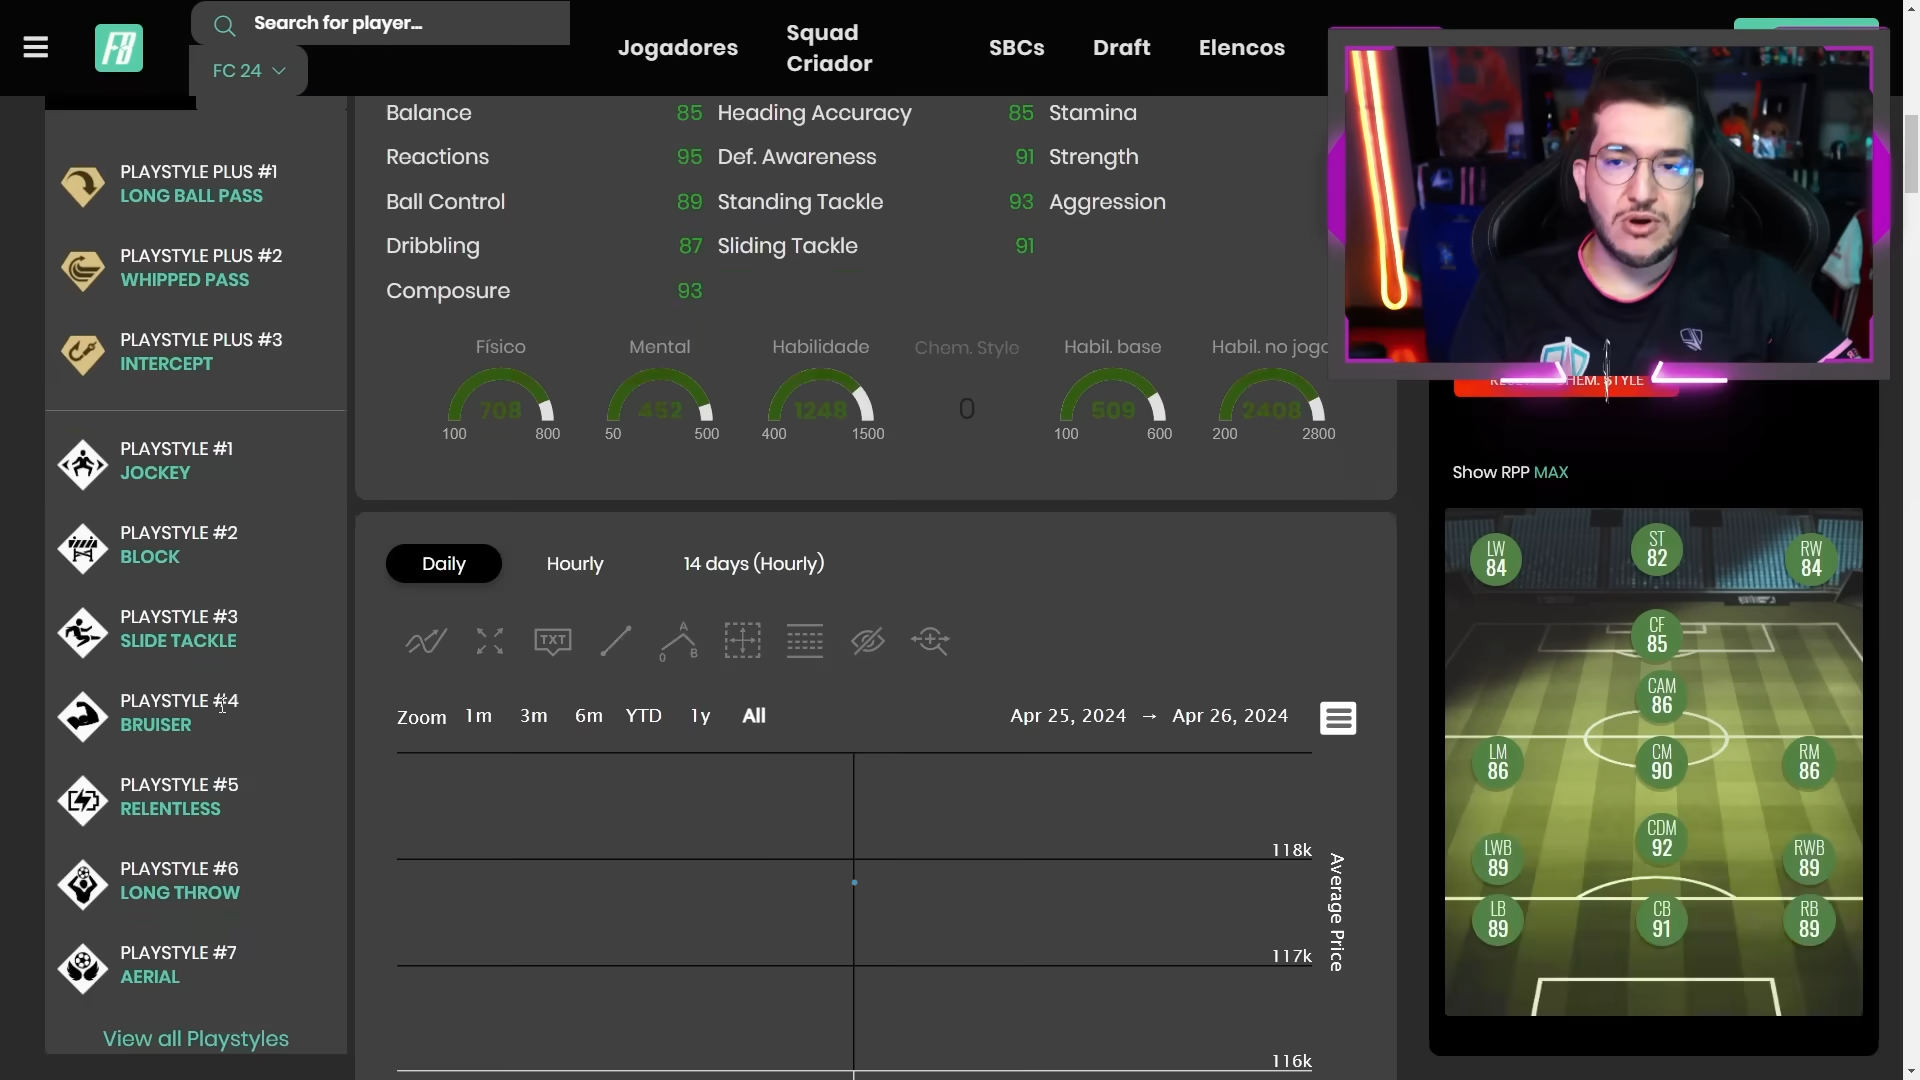 Search for player...
FC 24
Jogadores
Squad
Criador
SBCs
Draft
Elencos
PLAYSTYLE PLUS #1
LONG BALL PASS
PLAYSTYLE PLUS #2
WHIPPED PASS
PLAYSTYLE PLUS #3
INTERCEPT
PLAYSTYLE #1
JOCKEY
PLAYSTYLE #2
BLOCK
PLAYSTYLE #3
SLIDE TACKLE
PLAYSTYLE #4
BRUISER
PLAYSTYLE #5
RELENTLESS
PLAYSTYLE #6
LONG THROW
PLAYSTYLE #7
AERIAL
View all Playstyles
Balance 85 Heading Accuracy 85 Stamina
Reactions 95 Def. Awareness 91 Strength
Ball Control 89 Standing Tackle 93 Aggression
Dribbling 87 Sliding Tackle 91
Composure 93
Físico Mental Habilidade Chem. Style Habil. base Habil. no jogo
708 452 1248 0 509 2408
100 800 50 500 400 1500 100 600 200 2800
Daily Hourly 14 days (Hourly)
TXT
A
0 B
Zoom 1m 3m 6m YTD 1y All Apr 25, 2024 → Apr 26, 2024
118k
117k
116k
Average Price
CHEM. STYLE
Show RPP MAX
LW
84
ST
82
RW
84
CF
85
CAM
86
LM
86
CM
90
RM
86
CDM
92
LWB
89
RWB
89
LB
89
CB
91
RB
89